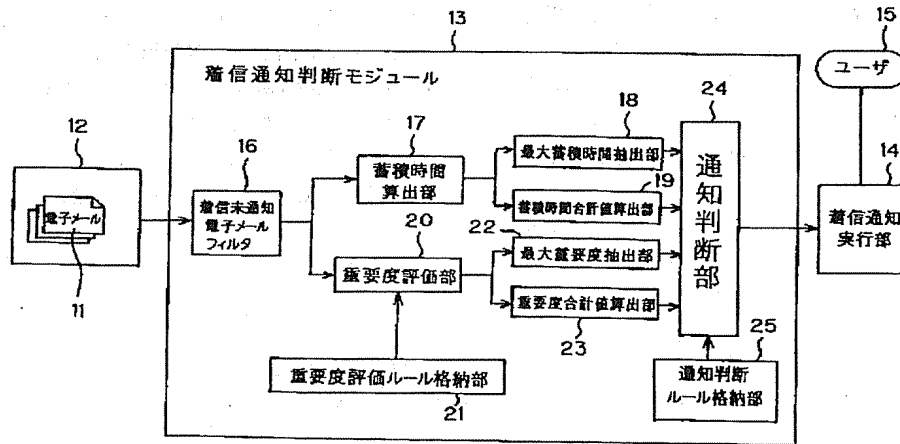 13
15
着信通知判断モジュール
ユーザ
24
12
16
17
18
14
電子メール
11
着信未通知
電子メール
フィルタ
蓄積時間
算出部
最大蓄積時間抽出部
19
蓄積時間合計値算出部
20
重要度評価部
22
最大重要度抽出部
重要度合計値算出部
23
通知判断部
着信通知
実行部
重要度評価ルール格納部
21
25
通知判断
ルール格納部